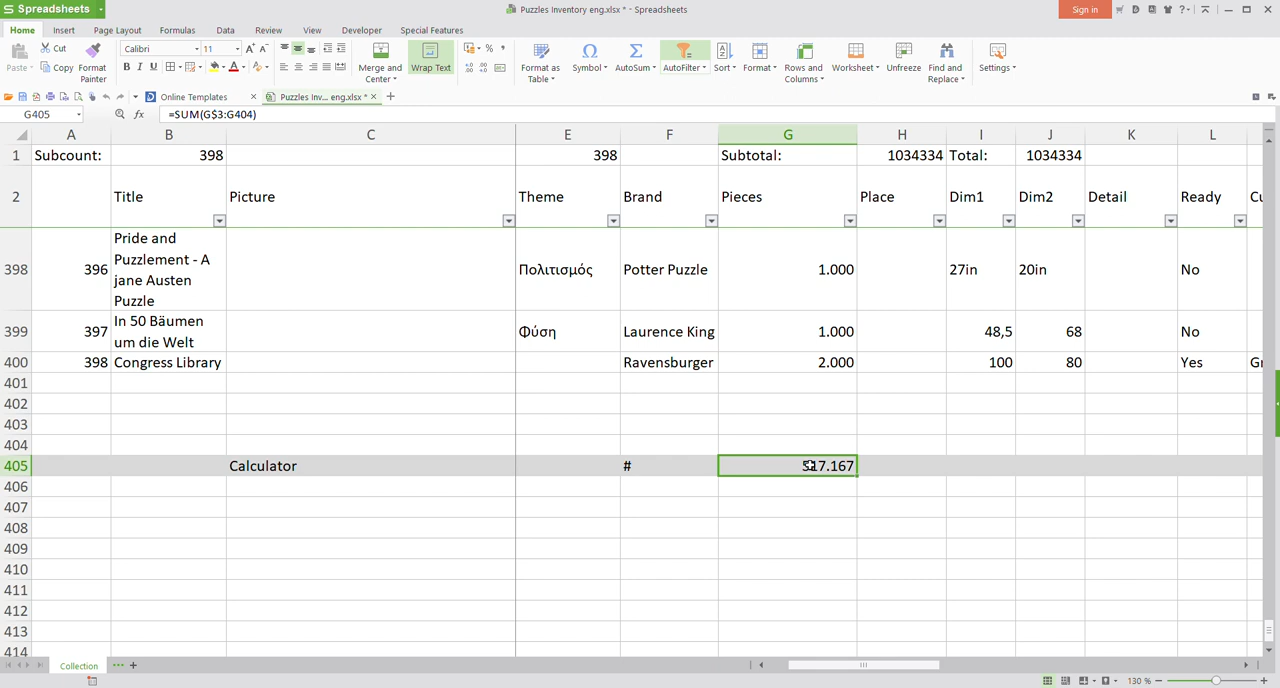 Spreadsheets
Puzzles Inventory eng.xlsx * - Spreadsheets
Sign in
Home Insert Page Layout Formulas Data Review View Developer Special Features
Paste Cut Copy Format Painter
Calibri 11
B I U
Merge and Center Wrap Text
Format as Table Symbol AutoSum AutoFilter Sort Format Rows and Columns Worksheet Unfreeze Find and Replace Settings
Online Templates × Puzzles Inv... eng.xlsx * × +
G405 fx =SUM(G$3:G404)
A B C E F G H I J K L
1 Subcount: 398 398 Subtotal: 1034334 Total: 1034334
2 Title Picture Theme Brand Pieces Place Dim1 Dim2 Detail Ready
Pride and
Puzzlement - A
398 396 jane Austen Πολιτισμός Potter Puzzle 1.000 27in 20in No
Puzzle
In 50 Bäumen
399 397 um die Welt Φύση Laurence King 1.000 48,5 68 No
400 398 Congress Library Ravensburger 2.000 100 80 Yes
401
402
403
404
405 Calculator # 517.167
406
407
408
409
410
411
412
413
414
Collection
130 %